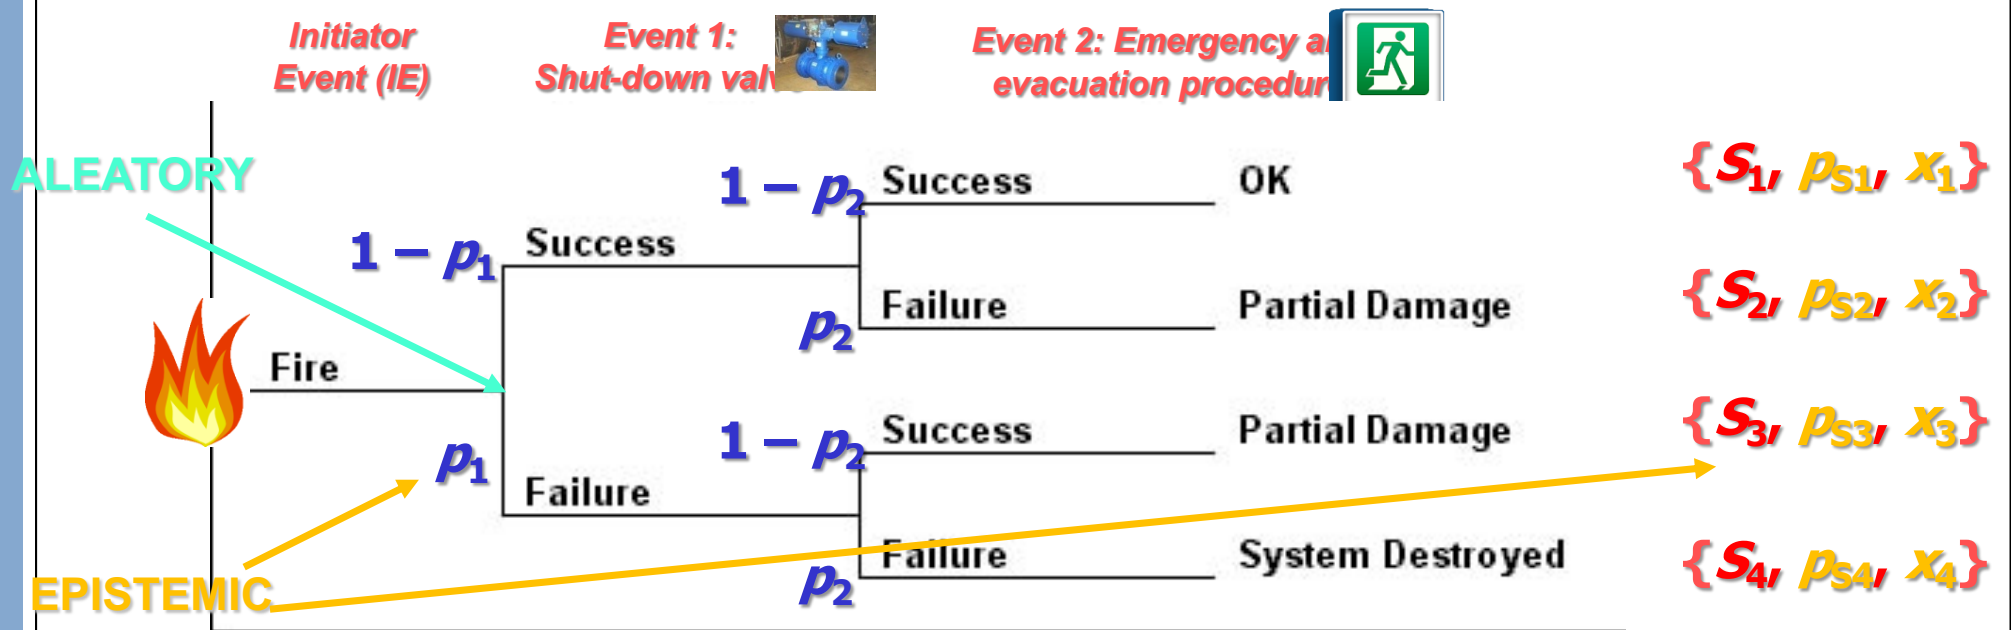 Initiator
Event (IE)
Event 1:
Shut-down
Event 2: Emergency
evacuation
ALEATORY
1 – p₂ Success OK {S₁, pS1, x₁}
1 – p₁ Success
p₂ Failure Partial Damage {S₂, pS2, x₂}
Fire
1 – p₂ Success Partial Damage {S₃, pS3, x₃}
p₁ Failure
p₂ Failure System Destroyed {S₄, pS4, x₄}
EPISTEMIC